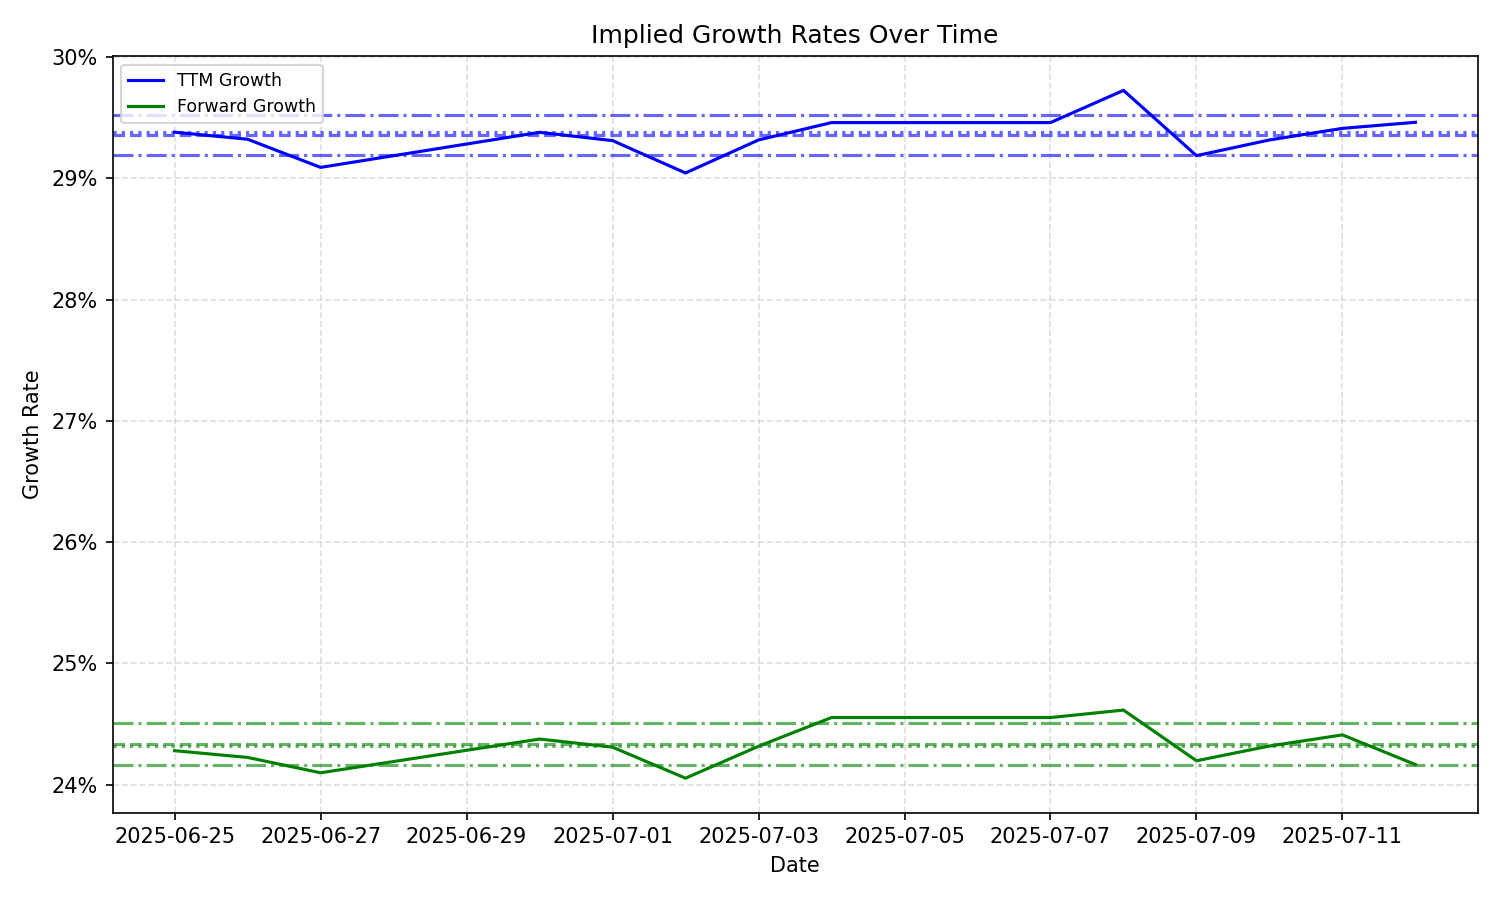 Implied Growth Rates Over Time
30%
TTM Growth
Forward Growth
29%
28%
27%
26%
25%
24%
Growth Rate
2025-06-25 2025-06-27 2025-06-29 2025-07-01 2025-07-03 2025-07-05 2025-07-07 2025-07-09 2025-07-11
Date